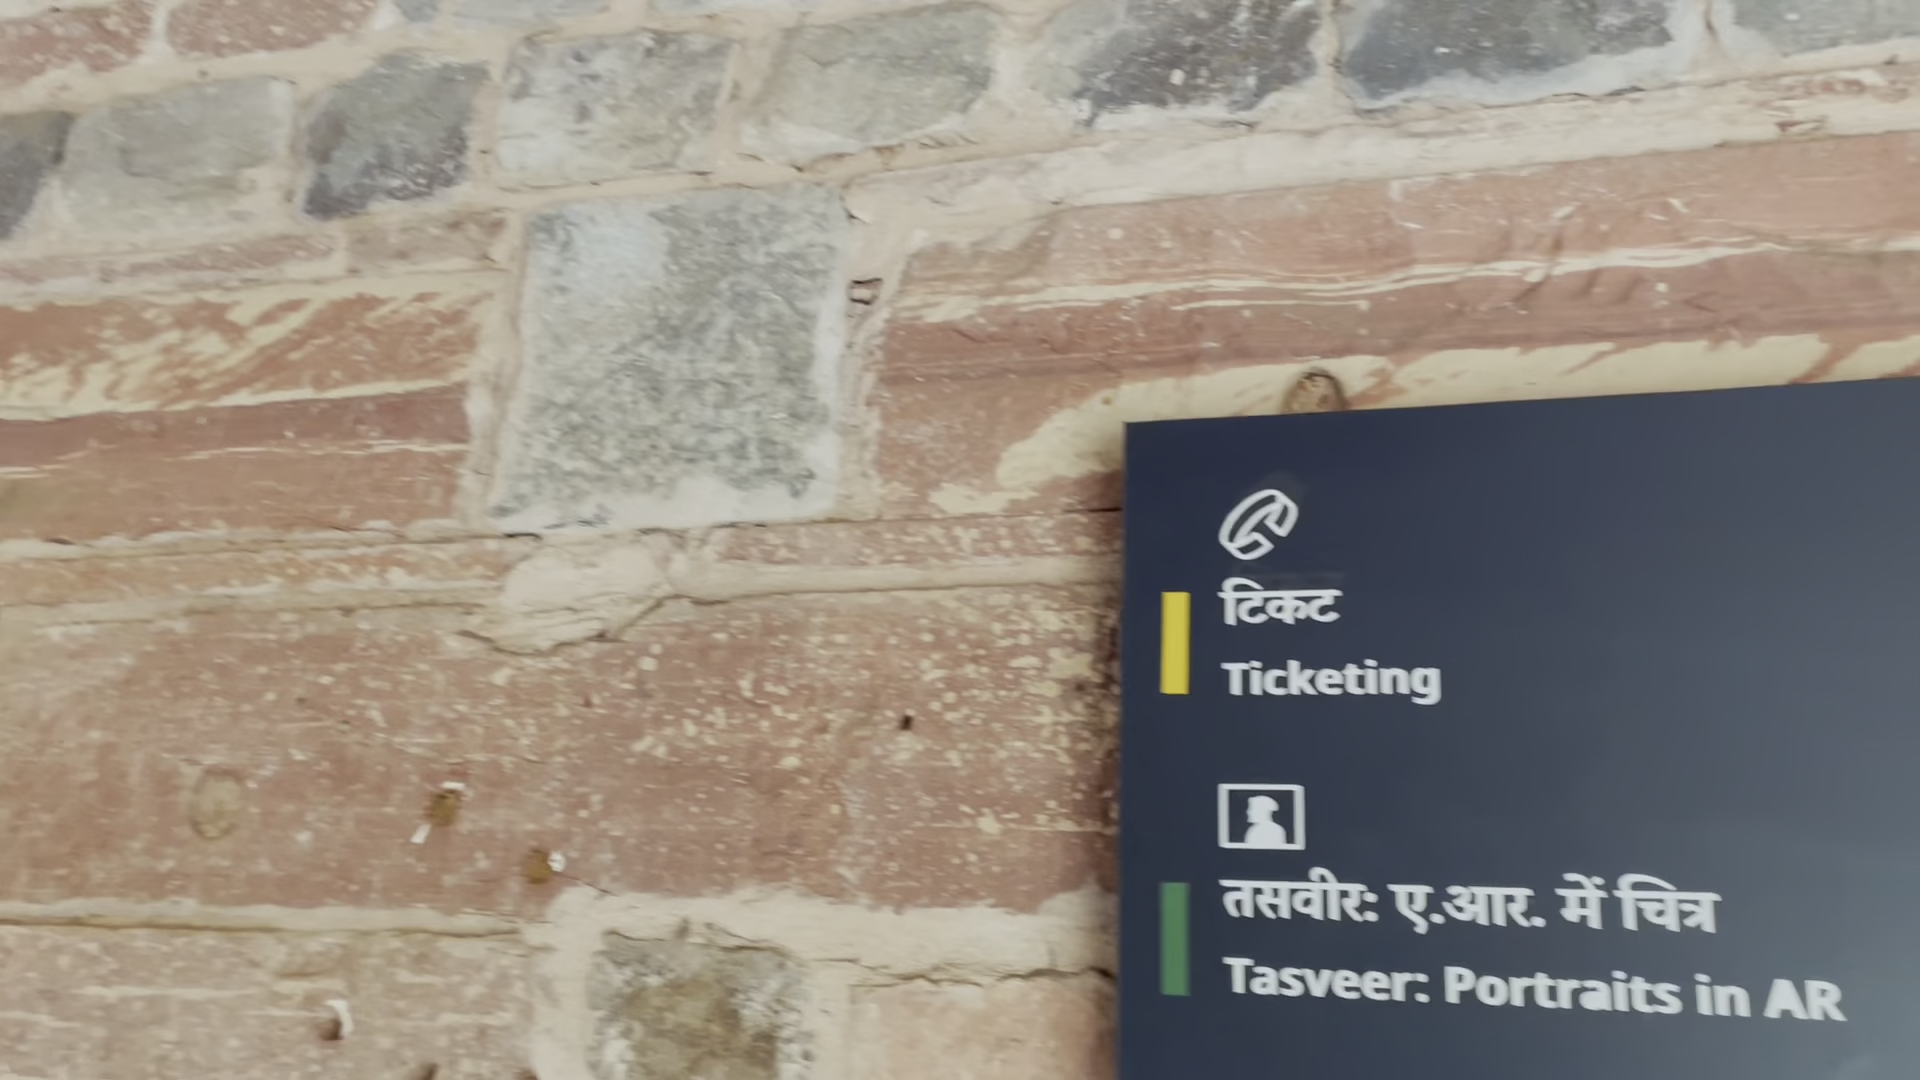 टिकट
Ticketing
तसवीर: ए.आर. में चित्र
Tasveer: Portraits in AR